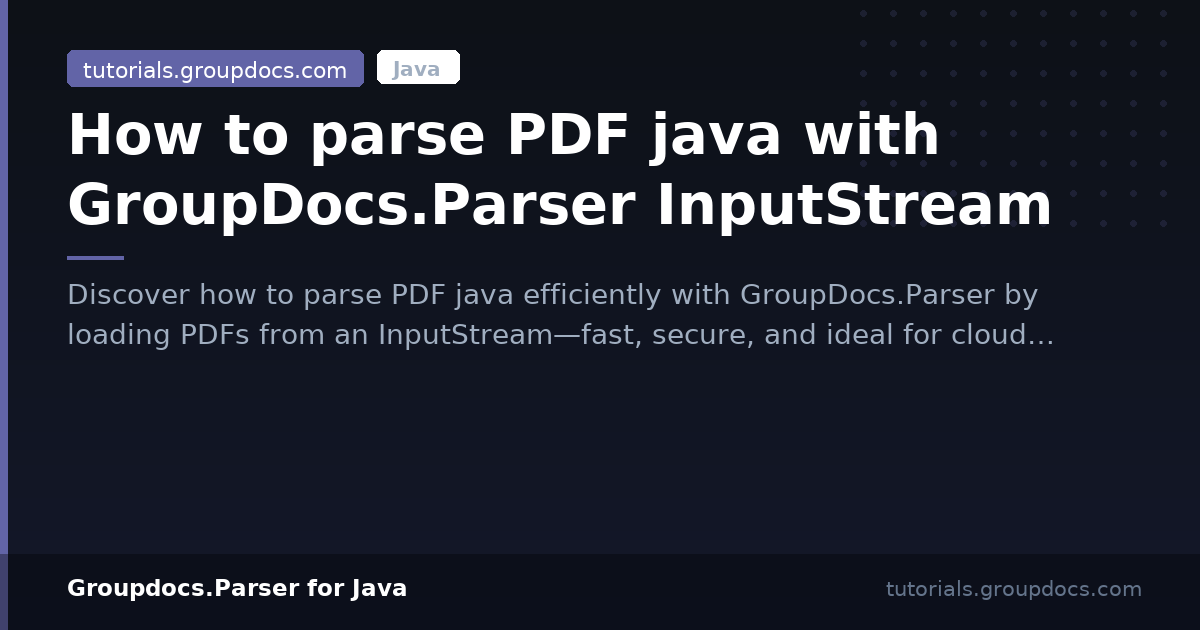 tutorials.groupdocs.com Java
How to parse PDF java with
GroupDocs.Parser InputStream
Discover how to parse PDF java efficiently with GroupDocs.Parser by
loading PDFs from an InputStream—fast, secure, and ideal for cloud…
Groupdocs.Parser for Java tutorials.groupdocs.com